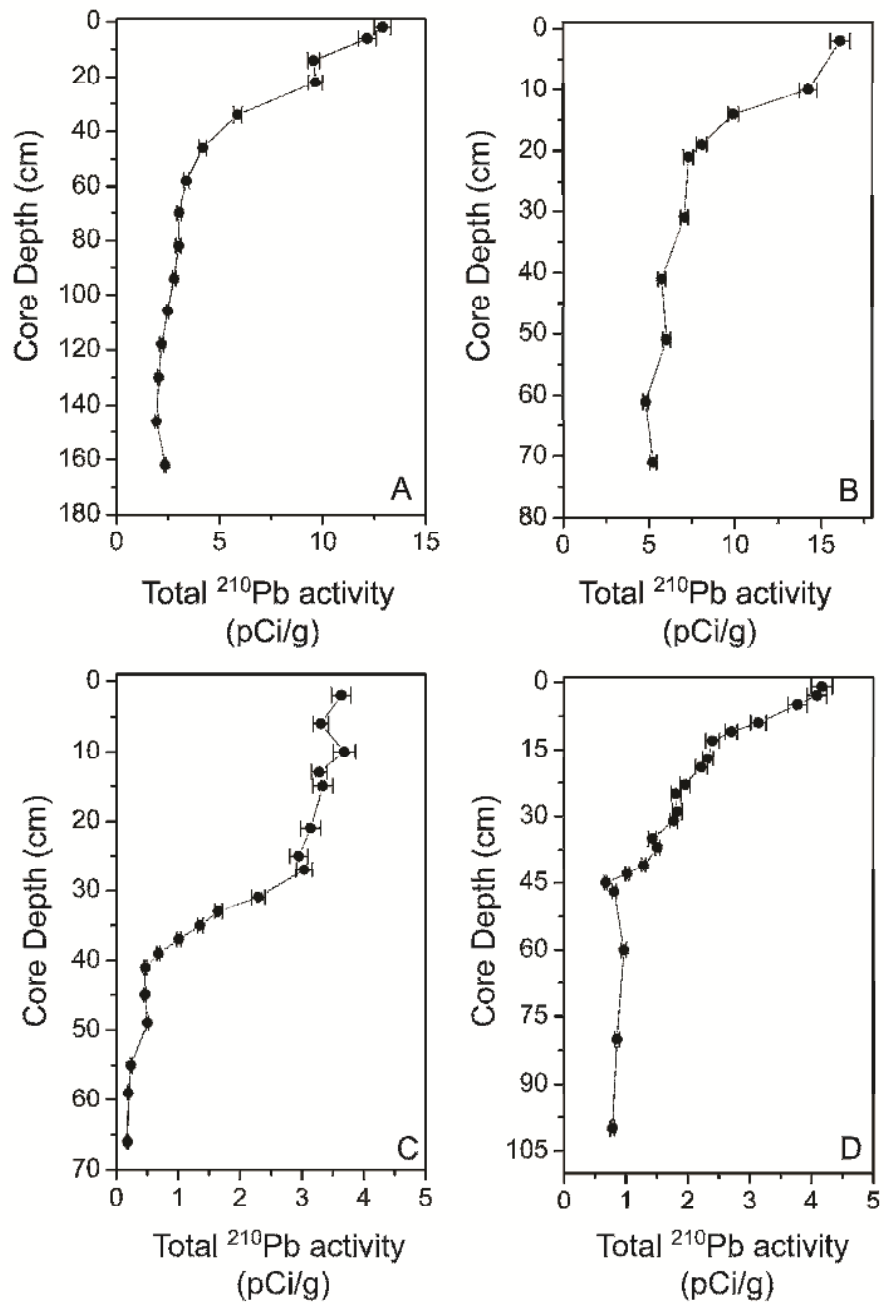 0
20
40
60
80
100
120
140
160
180
Core Depth (cm)
0 5 10 15
A
Total ²¹⁰Pb activity
(pCi/g)
0
10
20
30
40
50
60
70
80
Core Depth (cm)
0 5 10 15
B
Total ²¹⁰Pb activity
(pCi/g)
0
10
20
30
40
50
60
70
Core Depth (cm)
0 1 2 3 4 5
C
Total ²¹⁰Pb activity
(pCi/g)
0
15
30
45
60
75
90
105
Core Depth (cm)
0 1 2 3 4 5
D
Total ²¹⁰Pb activity
(pCi/g)